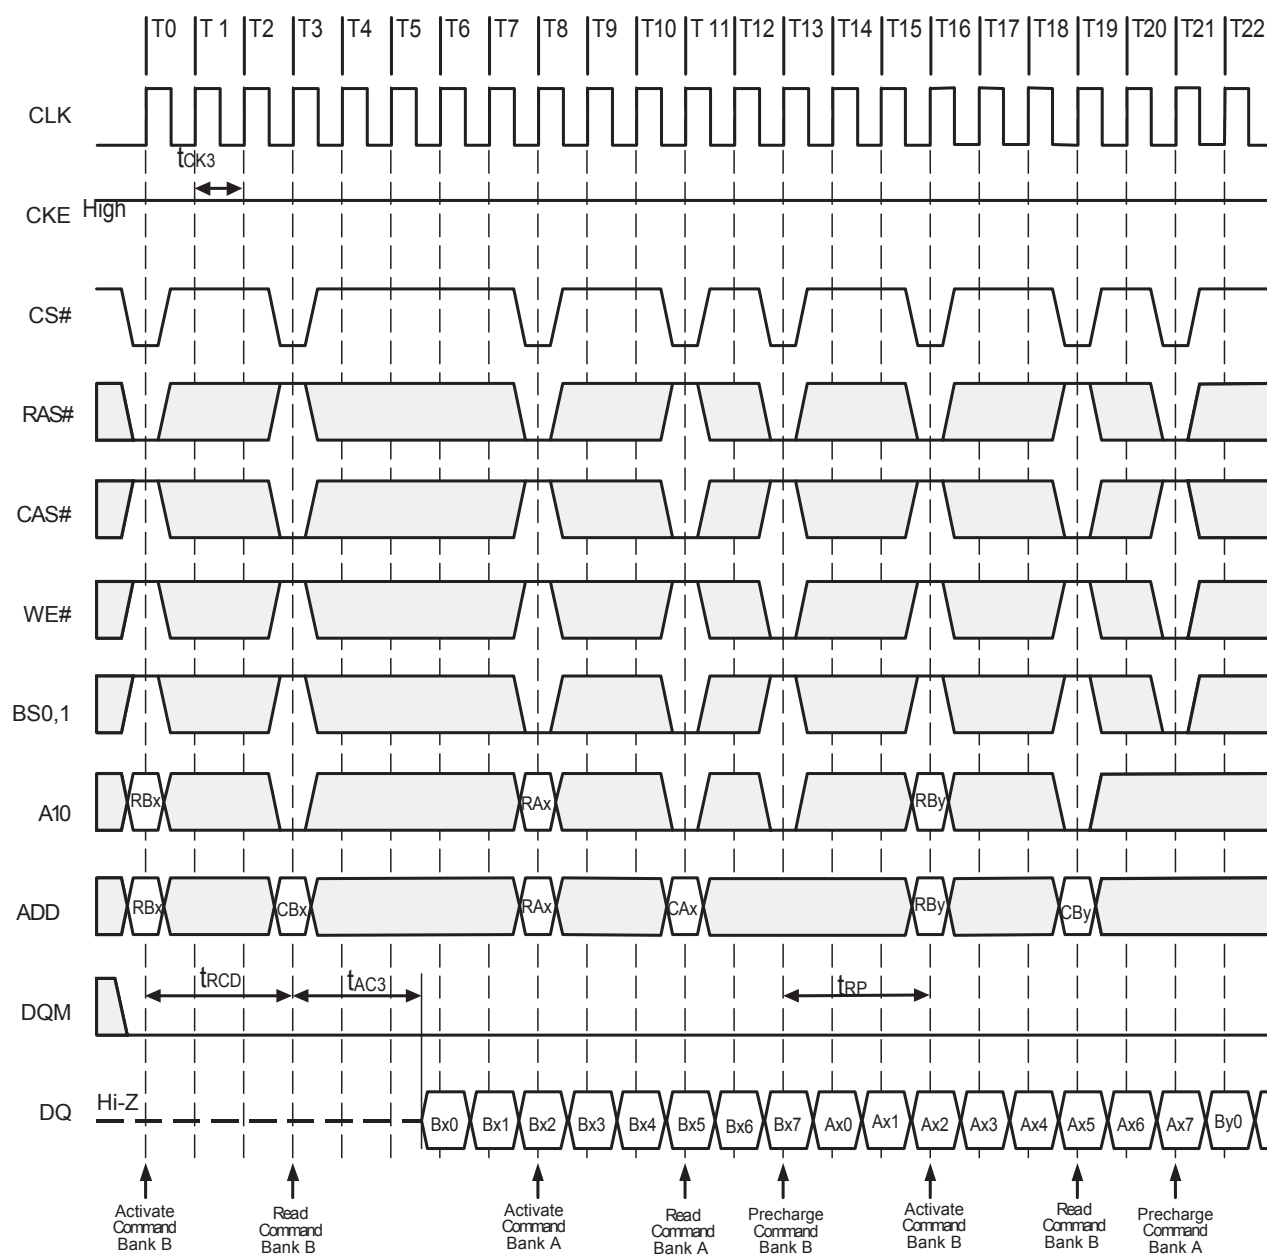 T0 T 1 T2 T3 T4 T5 T6 T7 T8 T9 T10 T 11 T12 T13 T14 T15 T16 T17 T18 T19 T20 T21 T22
CLK
tCK3
CKE High
CS#
RAS#
CAS#
WE#
BS0,1
A10 RBx RAx RBy
ADD RBx CBx RAx CAx RBy CBy
tRCD tAC3 tRP
DQM
DQ Hi-Z Bx0 Bx1 Bx2 Bx3 Bx4 Bx5 Bx6 Bx7 Ax0 Ax1 Ax2 Ax3 Ax4 Ax5 Ax6 Ax7 By0
Activate
Command
Bank B
Read
Command
Bank B
Activate
Command
Bank A
Read
Command
Bank A
Precharge
Command
Bank B
Activate
Command
Bank B
Read
Command
Bank B
Precharge
Command
Bank A